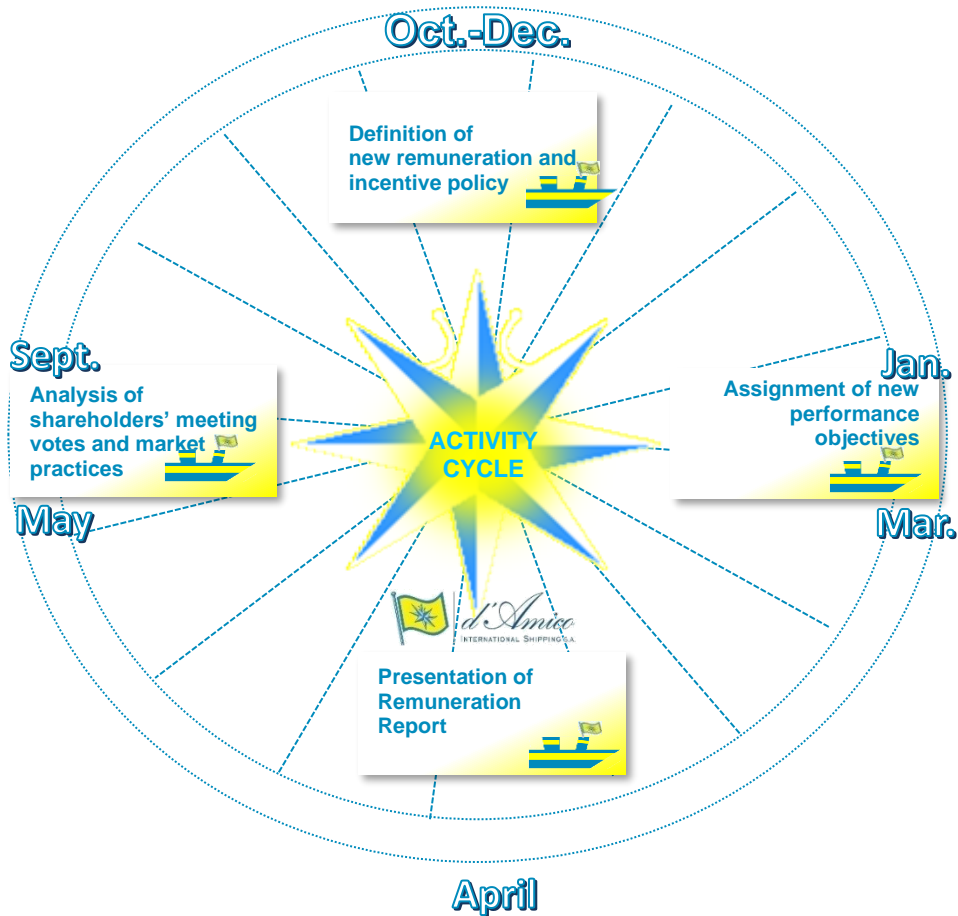 Oct.-Dec.
Definition of
new remuneration and
incentive policy
Sept.
Analysis of
shareholders' meeting
votes and market
practices
May
ACTIVITY
CYCLE
Jan.
Assignment of new
performance
objectives
Mar.
d'Amico
INTERNATIONAL SHIPPING S.A.
Presentation of
Remuneration
Report
April